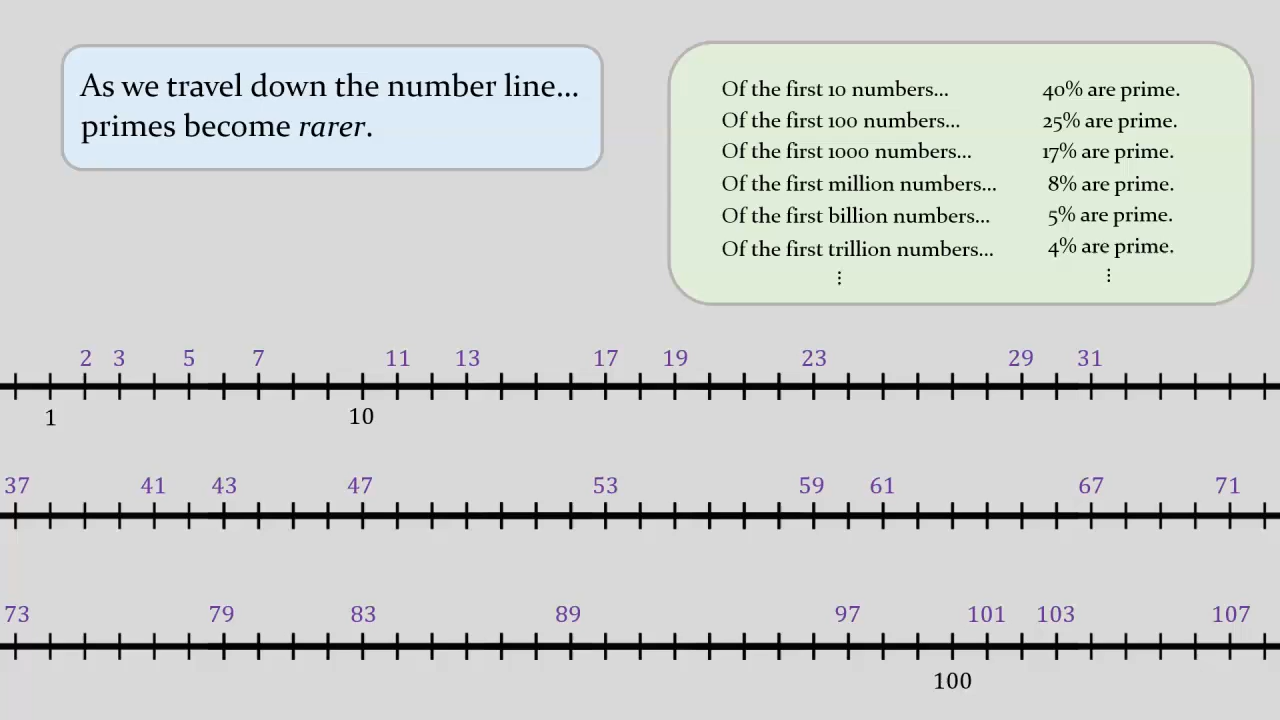 As we travel down the number line...
primes become rarer.
Of the first 10 numbers... 40% are prime.
Of the first 100 numbers... 25% are prime.
Of the first 1000 numbers... 17% are prime.
Of the first million numbers... 8% are prime.
Of the first billion numbers... 5% are prime.
Of the first trillion numbers... 4% are prime.
⋮ ⋮
2 3 5 7 11 13 17 19 23 29 31
1 10
37 41 43 47 53 59 61 67 71
73 79 83 89 97 101 103 107
100